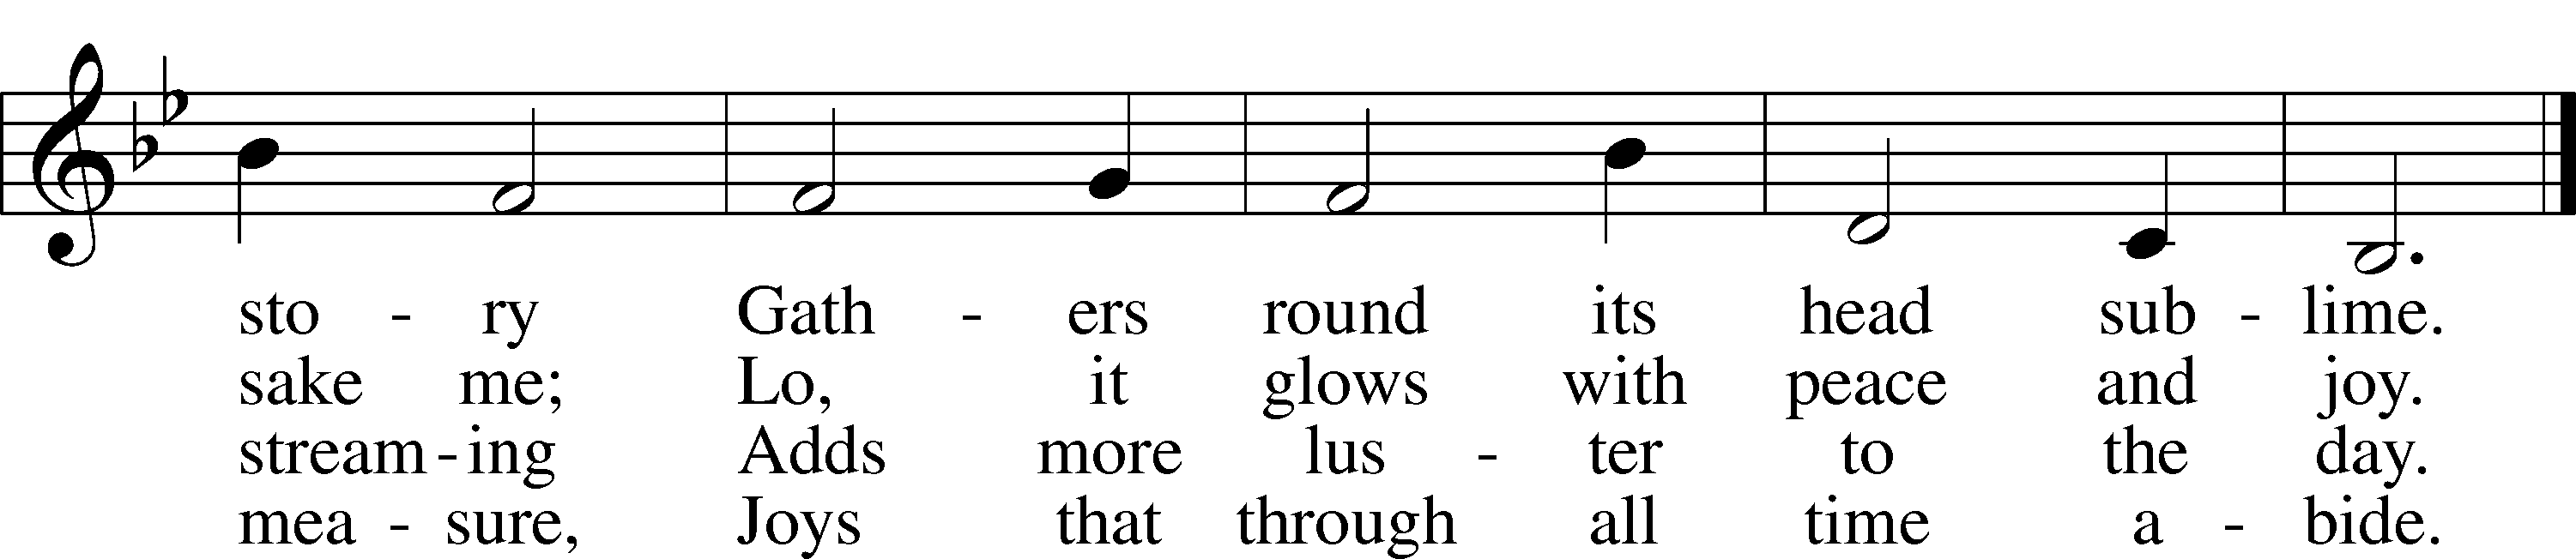 sto - ry Gath - ers round its head sub - lime.
sake me; Lo, it glows with peace and joy.
stream - ing Adds more lus - ter to the day.
mea - sure, Joys that through all time a - bide.